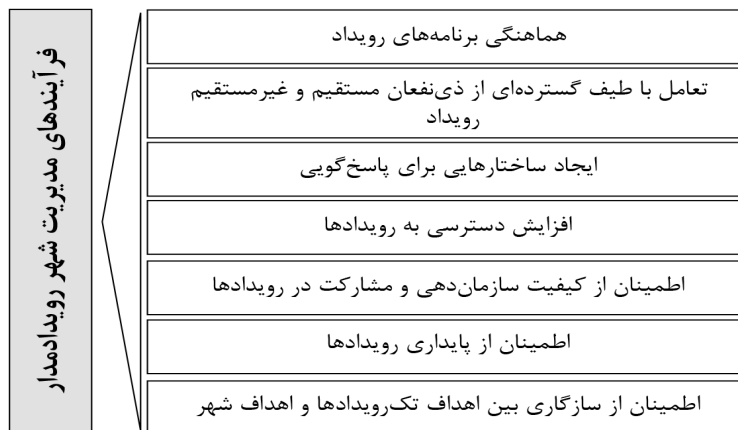 فرآیندهای مدیریت شهر رویدادمدار
هماهنگی برنامه‌های رویداد
تعامل با طیف گسترده‌ای از ذی‌نفعان مستقیم و غیرمستقیم
رویداد
ایجاد ساختارهایی برای پاسخ‌گویی
افزایش دسترسی به رویدادها
اطمینان از کیفیت سازمان‌دهی و مشارکت در رویدادها
اطمینان از پایداری رویدادها
اطمینان از سازگاری بین اهداف تک‌رویدادها و اهداف شهر